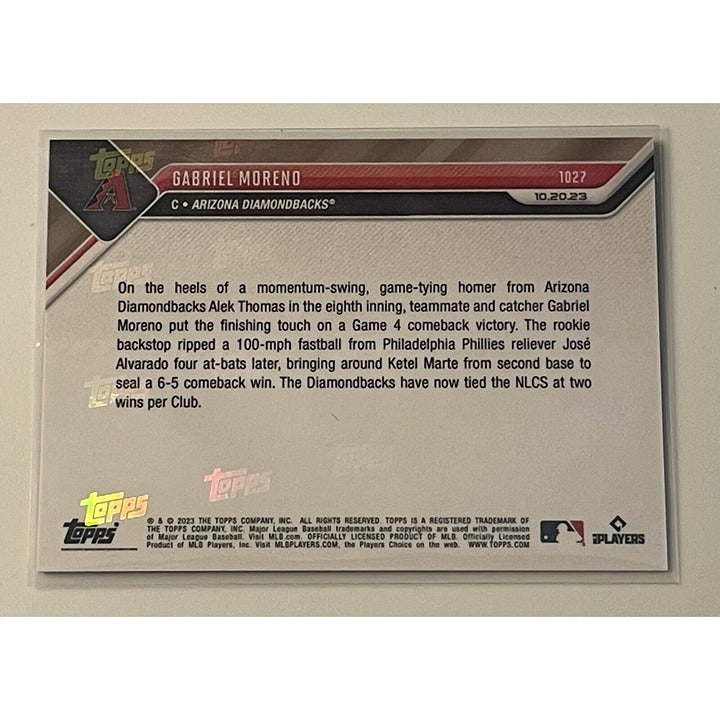 TOPPS
TOPPS
A
GABRIEL MORENO
1027
C • ARIZONA DIAMONDBACKS®
10.20.23
TOPPS
On the heels of a momentum-swing, game-tying homer from Arizona
Diamondbacks Alek Thomas in the eighth inning, teammate and catcher Gabriel
Moreno put the finishing touch on a Game 4 comeback victory. The rookie
backstop ripped a 100-mph fastball from Philadelphia Phillies reliever José
Alvarado four at-bats later, bringing around Ketel Marte from second base to
seal a 6-5 comeback win. The Diamondbacks have now tied the NLCS at two
wins per Club.
TOPPS
TOPPS
TOPPS
® & © 2023 THE TOPPS COMPANY, INC. ALL RIGHTS RESERVED. TOPPS IS A REGISTERED TRADEMARK OF
THE TOPPS COMPANY, INC. Major League Baseball trademarks and copyrights are used with permission
of Major League Baseball. Visit MLB.com. OFFICIALLY LICENSED PRODUCT OF MLB. Officially Licensed
Product of MLB Players, Inc. Visit MLBPLAYERS.COM, the Players Choice on the web. WWW.TOPPS.COM
PLAYERS